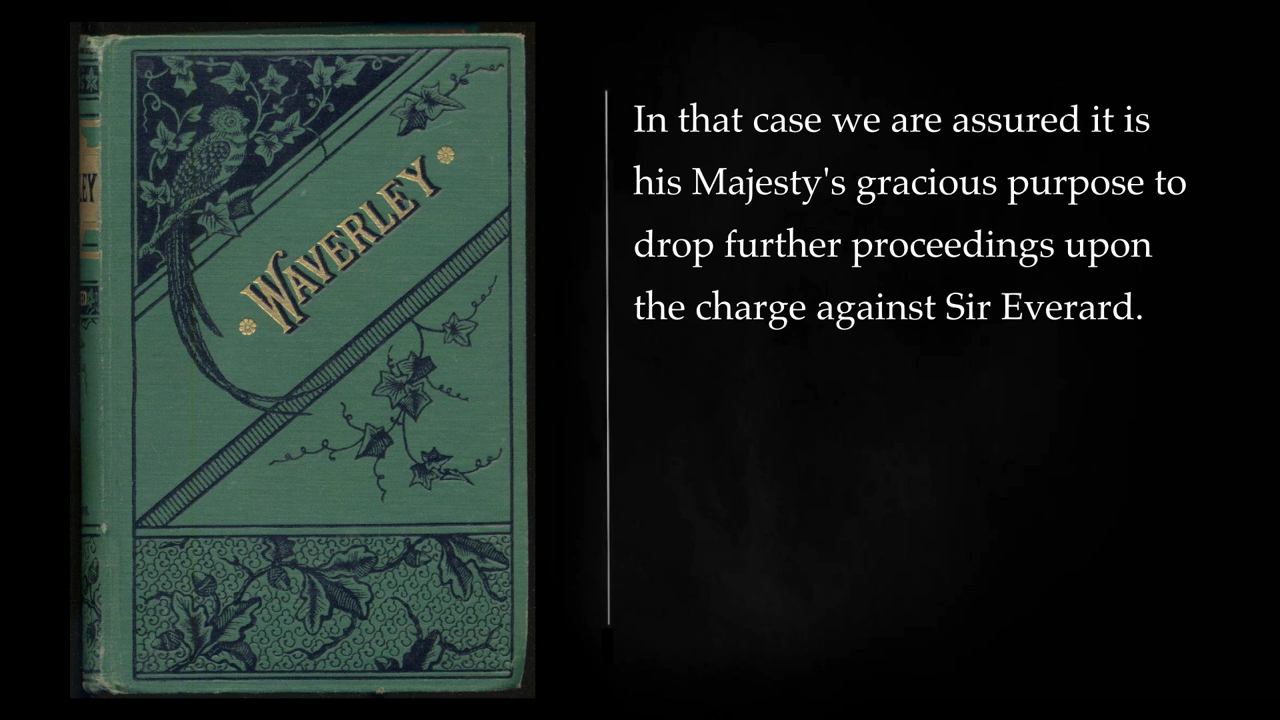 WAVERLEY
In that case we are assured it is
his Majesty's gracious purpose to
drop further proceedings upon
the charge against Sir Everard.